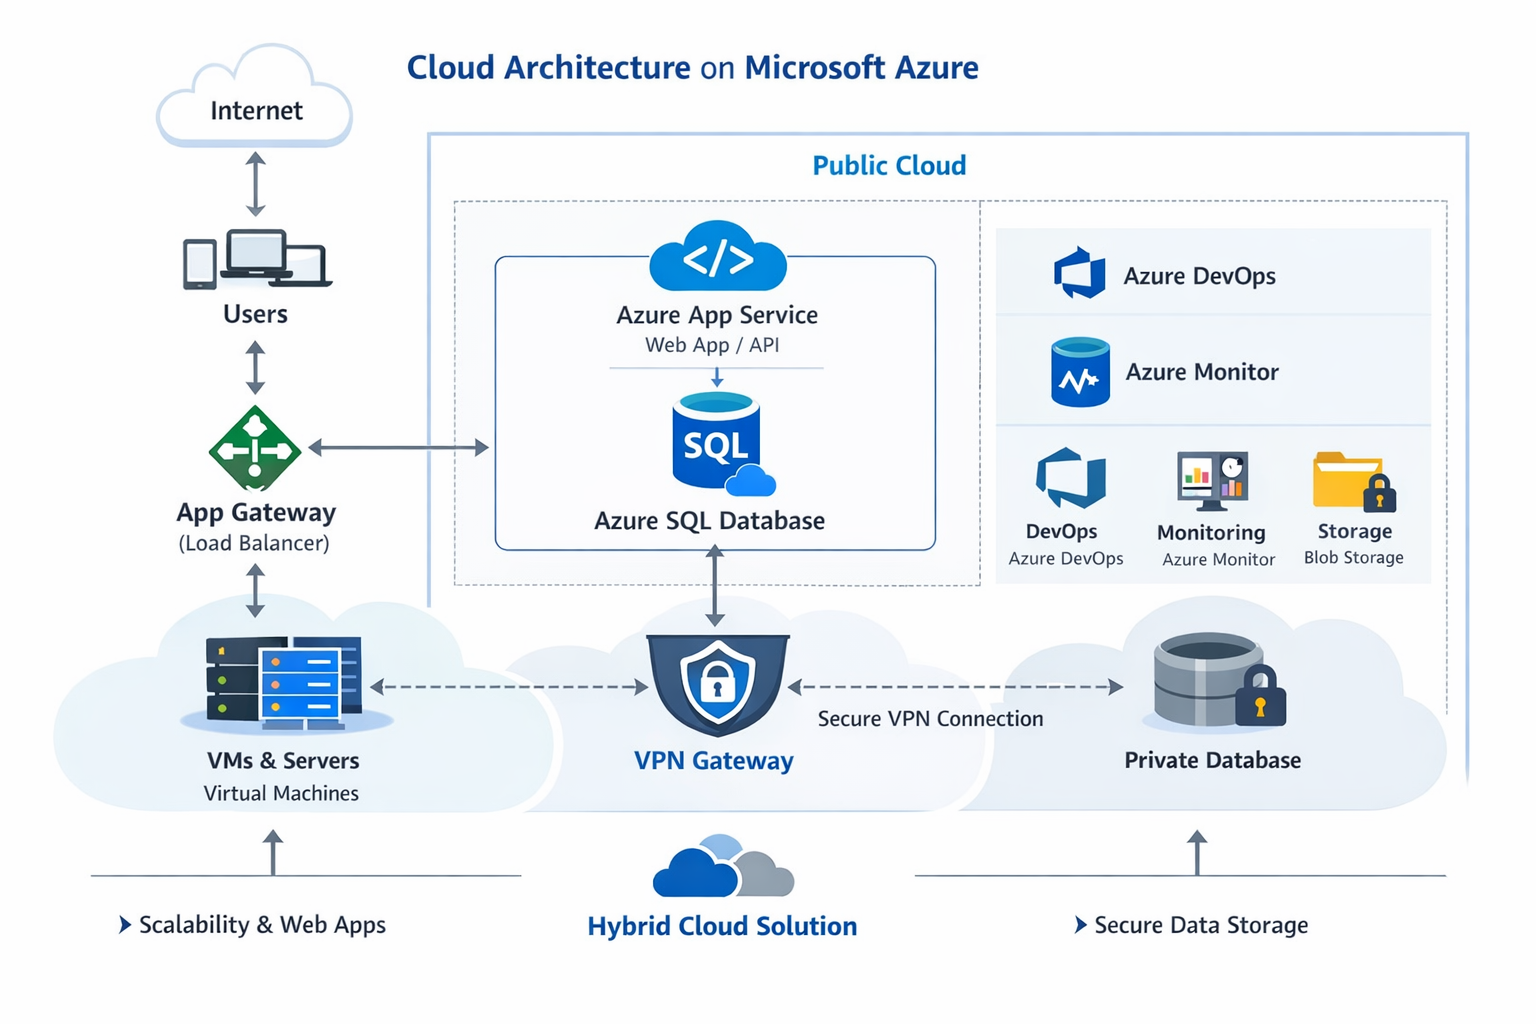 Cloud Architecture on Microsoft Azure
Internet
Public Cloud
Users
App Gateway
(Load Balancer)
</>
Azure App Service
Web App / API
SQL
Azure SQL Database
Azure DevOps
Azure Monitor
DevOps
Azure DevOps
Monitoring
Azure Monitor
Storage
Blob Storage
VMs & Servers
Virtual Machines
VPN Gateway
Secure VPN Connection
Private Database
Scalability & Web Apps
Hybrid Cloud Solution
Secure Data Storage